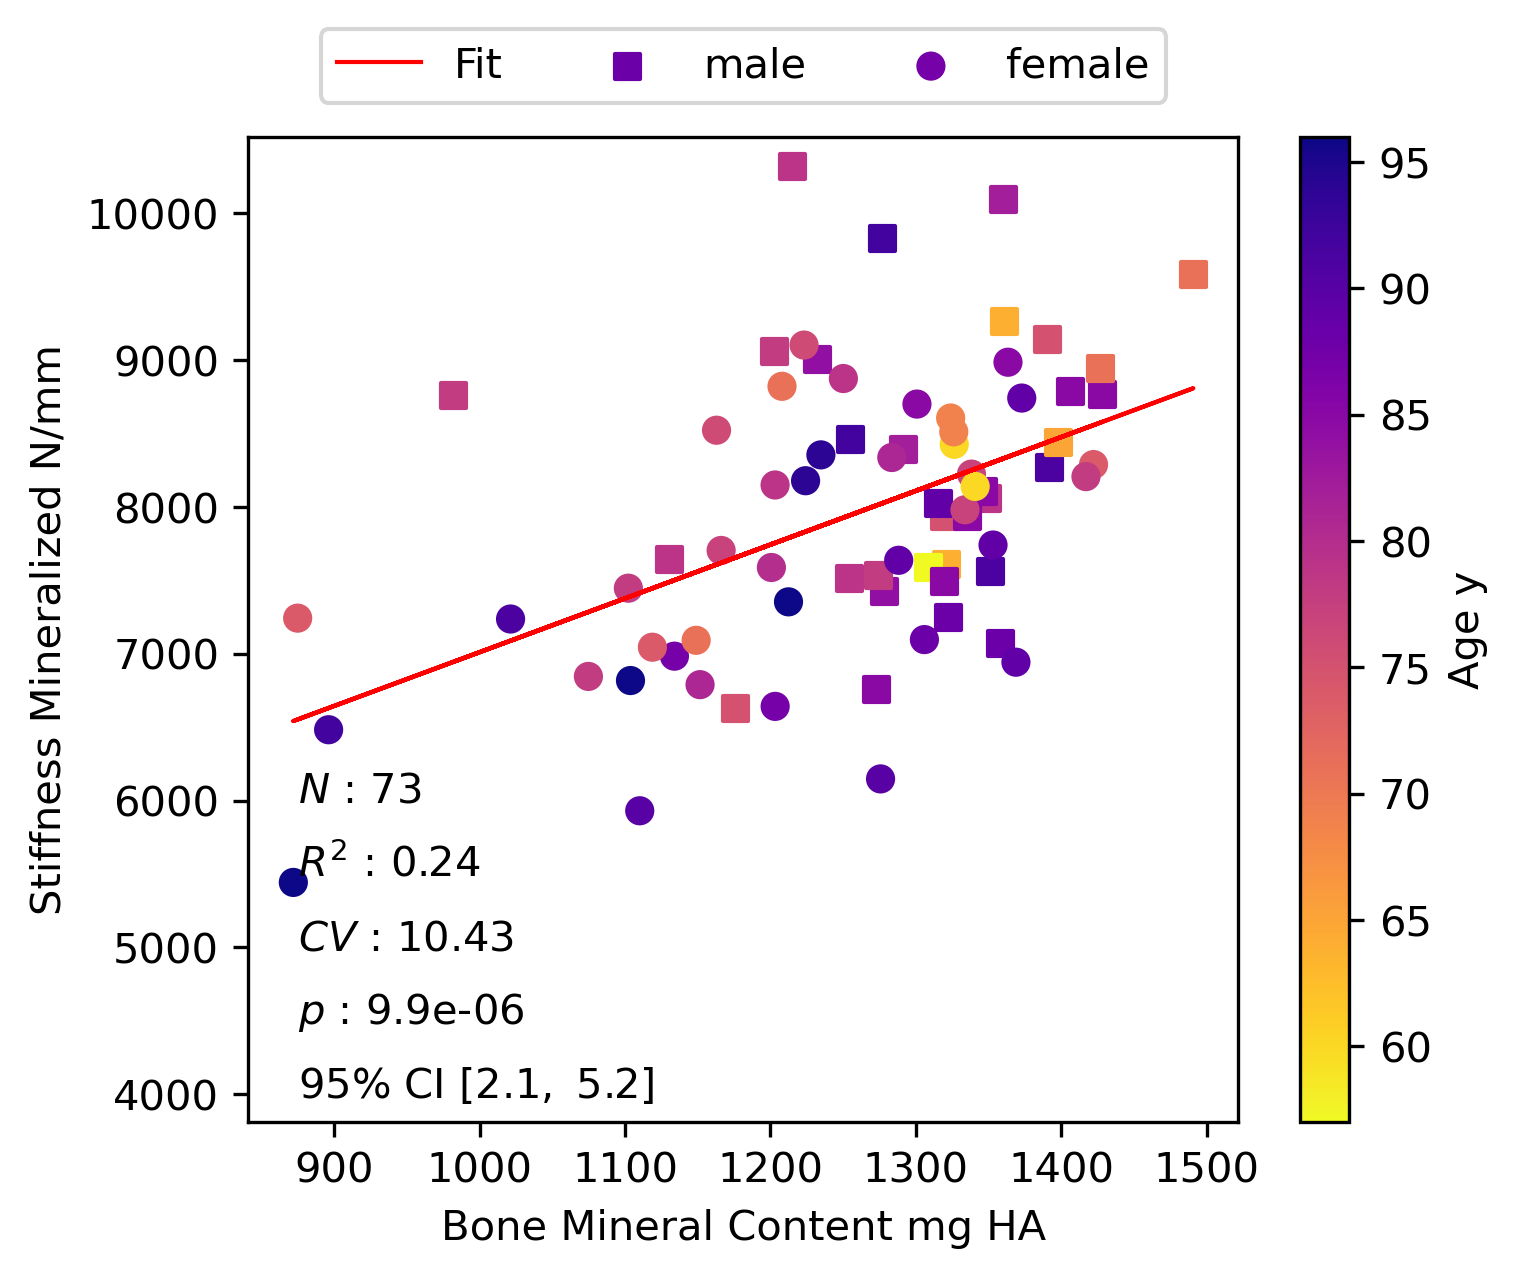 Fit male female
10000
9000
8000
7000
6000
5000
4000
Stiffness Mineralized N/mm
N : 73
R² : 0.24
CV : 10.43
p : 9.9e-06
95% CI [2.1, 5.2]
900 1000 1100 1200 1300 1400 1500
Bone Mineral Content mg HA
95
90
85
80
75
70
65
60
Age y